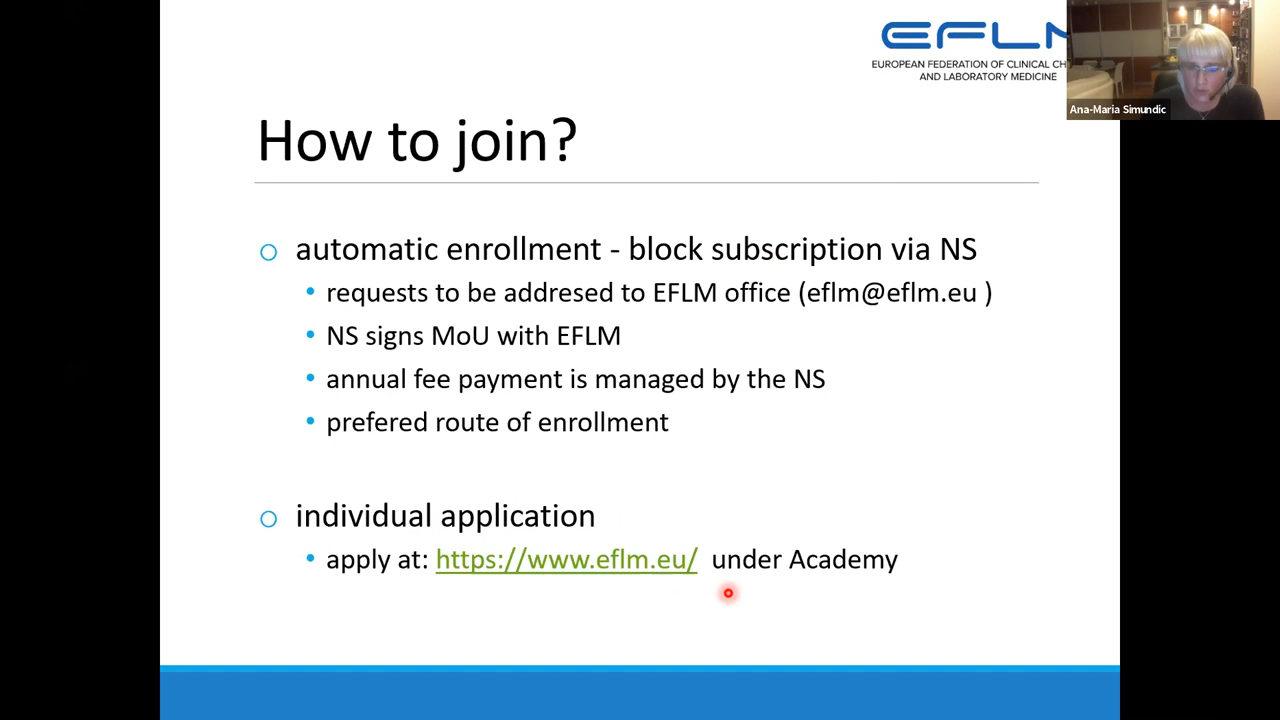 EFLM
EUROPEAN FEDERATION OF CLINICAL CH
AND LABORATORY MEDICINE
Ana-Maria Simundic
How to join?
automatic enrollment - block subscription via NS
requests to be addresed to EFLM office (eflm@eflm.eu )
NS signs MoU with EFLM
annual fee payment is managed by the NS
prefered route of enrollment
individual application
apply at: https://www.eflm.eu/ under Academy